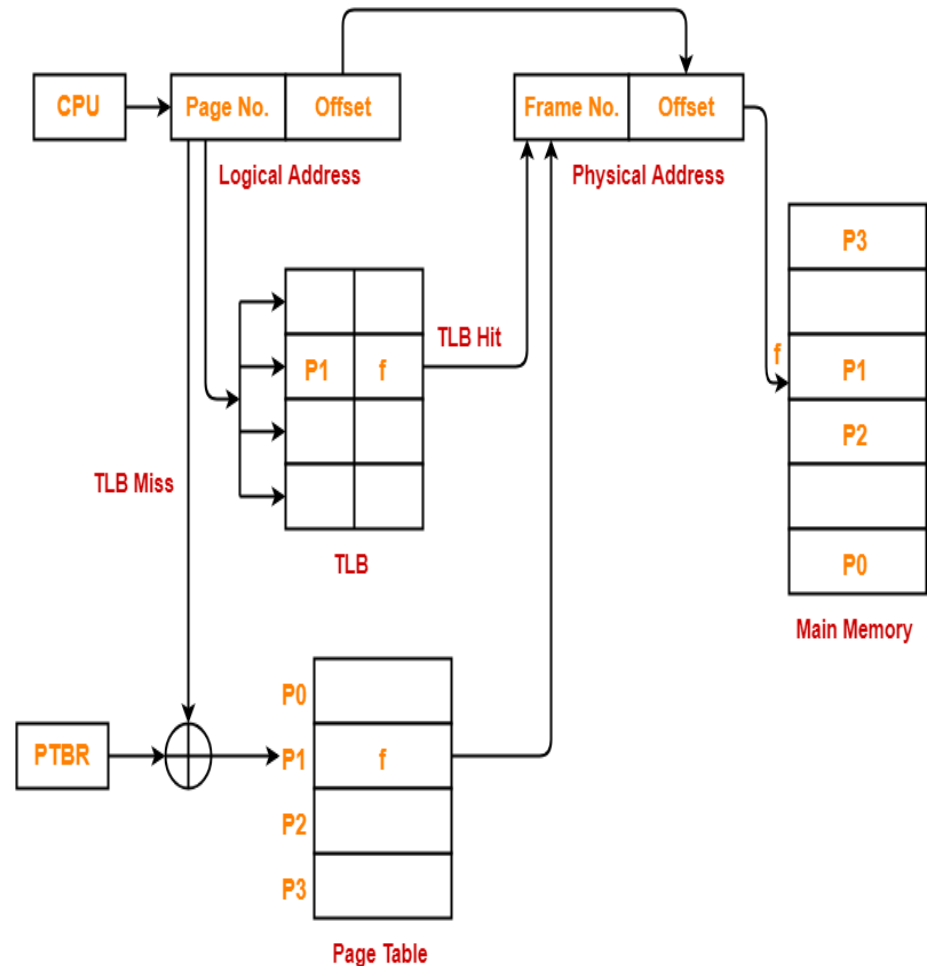 CPU
Page No.
Offset
Frame No.
Offset
Logical Address
Physical Address
P3
TLB Hit
f
P1
f
P1
P2
TLB Miss
TLB
P0
Main Memory
P0
PTBR
P1
f
P2
P3
Page Table